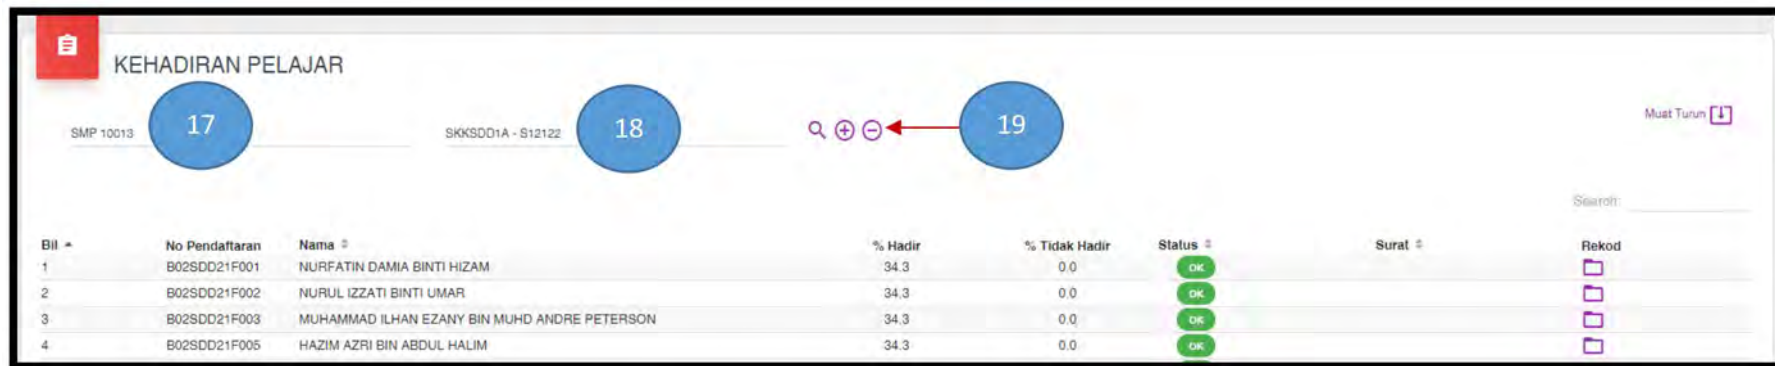 KEHADIRAN PELAJAR
SMP 10013 17 SKKSDD1A - S12122 18 19 Muat Turun
Search:
Bil No Pendaftaran Nama % Hadir % Tidak Hadir Status Surat Rekod
1 B02SDD21F001 NURFATIN DAMIA BINTI HIZAM 34.3 0.0 OK
2 B02SDD21F002 NURUL IZZATI BINTI UMAR 34.3 0.0 OK
3 B02SDD21F003 MUHAMMAD ILHAN EZANY BIN MUHD ANDRE PETERSON 34.3 0.0 OK
4 B02SDD21F005 HAZIM AZRI BIN ABDUL HALIM 34.3 0.0 OK